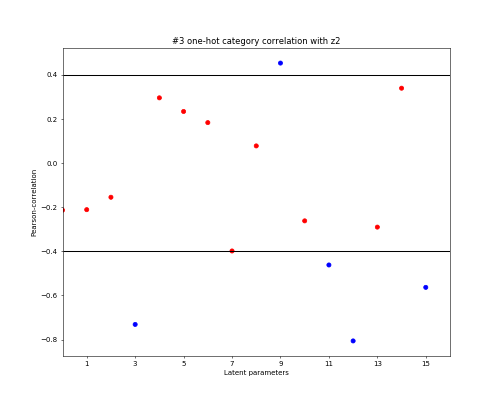 #3 one-hot category correlation with z2
0.4
0.2
0.0
−0.2
−0.4
−0.6
−0.8
Pearson-correlation
1 3 5 7 9 11 13 15
Latent parameters